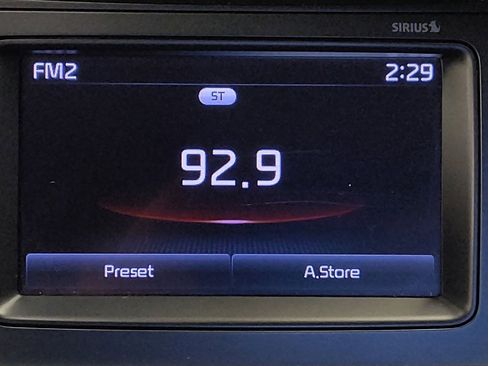 SIRIUS
FM2 2:29
ST
92.9
Preset A.Store